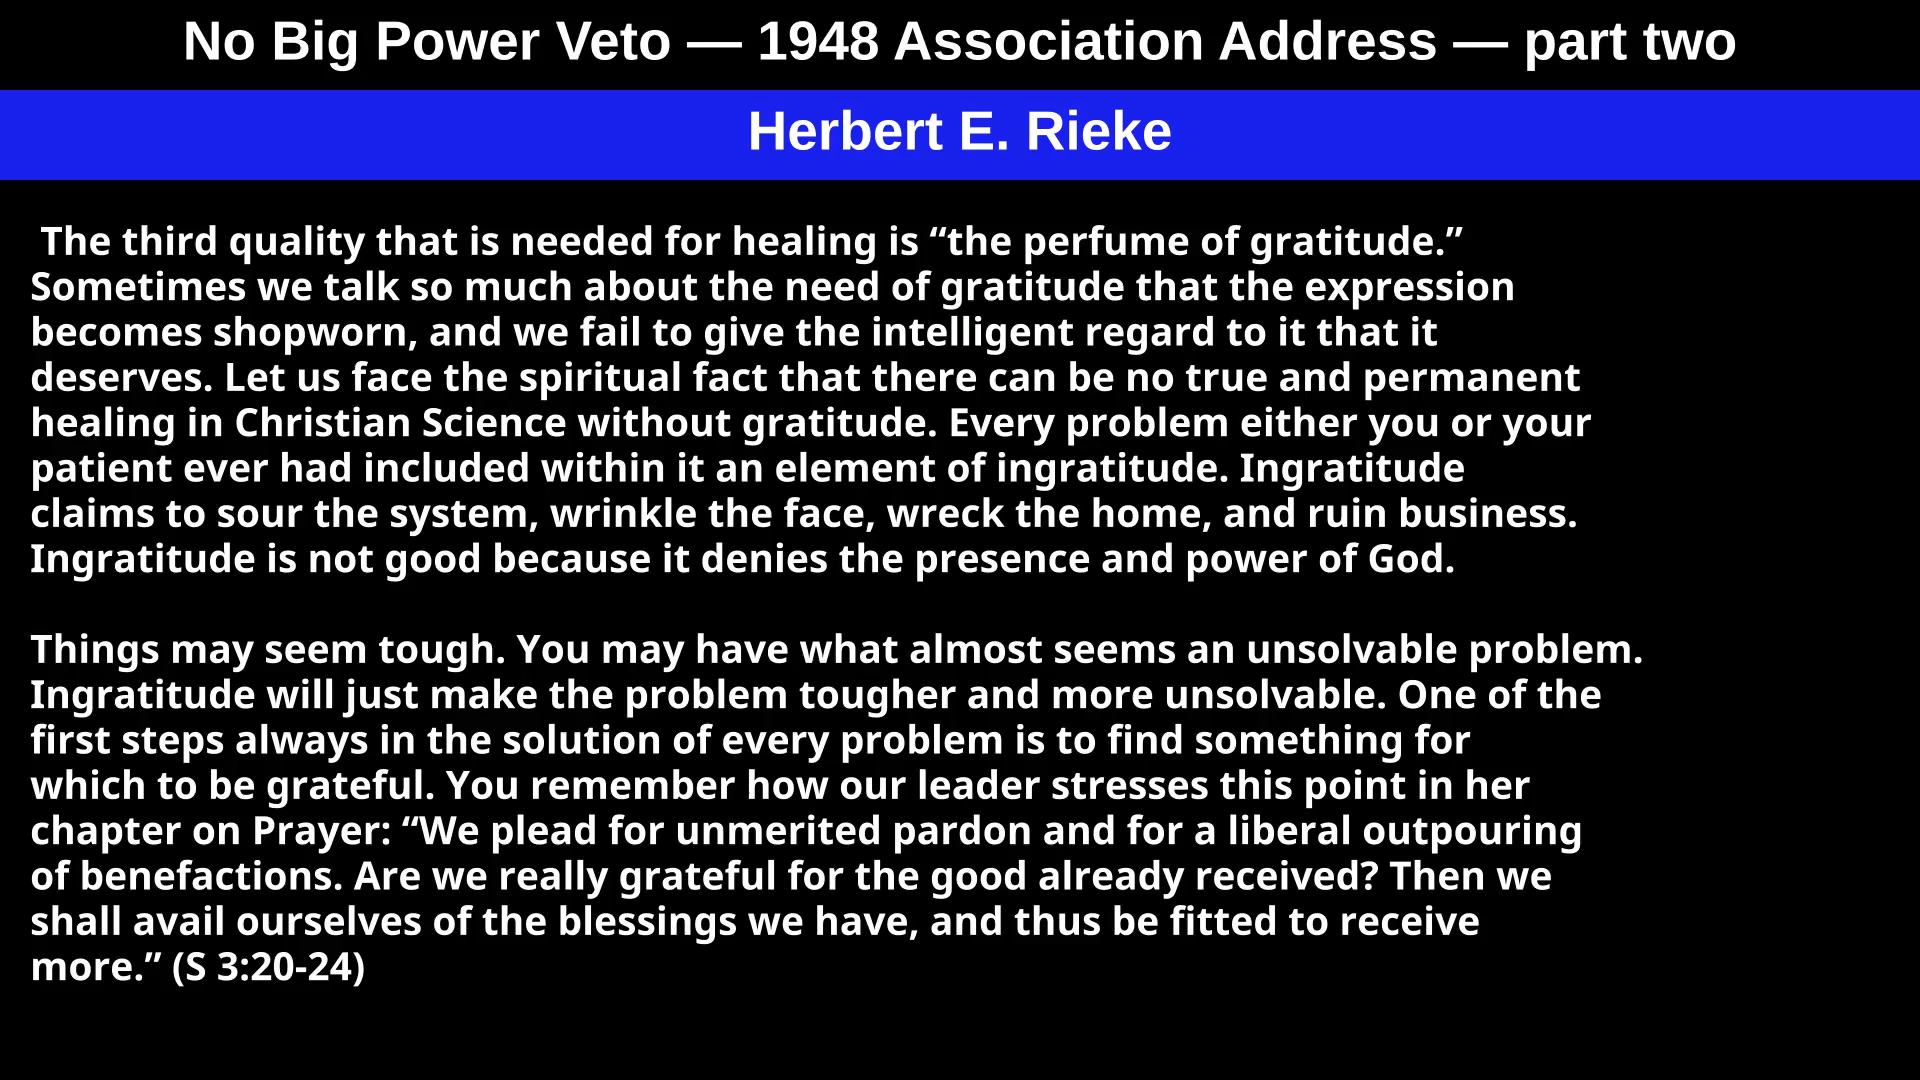 No Big Power Veto — 1948 Association Address — part two
Herbert E. Rieke
The third quality that is needed for healing is “the perfume of gratitude.”
Sometimes we talk so much about the need of gratitude that the expression
becomes shopworn, and we fail to give the intelligent regard to it that it
deserves. Let us face the spiritual fact that there can be no true and permanent
healing in Christian Science without gratitude. Every problem either you or your
patient ever had included within it an element of ingratitude. Ingratitude
claims to sour the system, wrinkle the face, wreck the home, and ruin business.
Ingratitude is not good because it denies the presence and power of God.
Things may seem tough. You may have what almost seems an unsolvable problem.
Ingratitude will just make the problem tougher and more unsolvable. One of the
first steps always in the solution of every problem is to find something for
which to be grateful. You remember how our leader stresses this point in her
chapter on Prayer: “We plead for unmerited pardon and for a liberal outpouring
of benefactions. Are we really grateful for the good already received? Then we
shall avail ourselves of the blessings we have, and thus be fitted to receive
more.” (S 3:20-24)